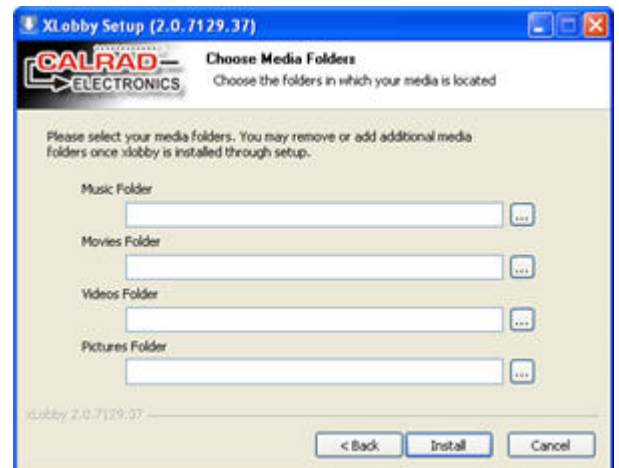 XLobby Setup (2.0.7129.37)
CALRAD
ELECTRONICS
Choose Media Folders
Choose the folders in which your media is located
Please select your media folders. You may remove or add additional media
folders once xlobby is installed through setup.
Music Folder
...
Movies Folder
...
Videos Folder
...
Pictures Folder
...
xLobby 2.0.7129.37
< Back
Install
Cancel